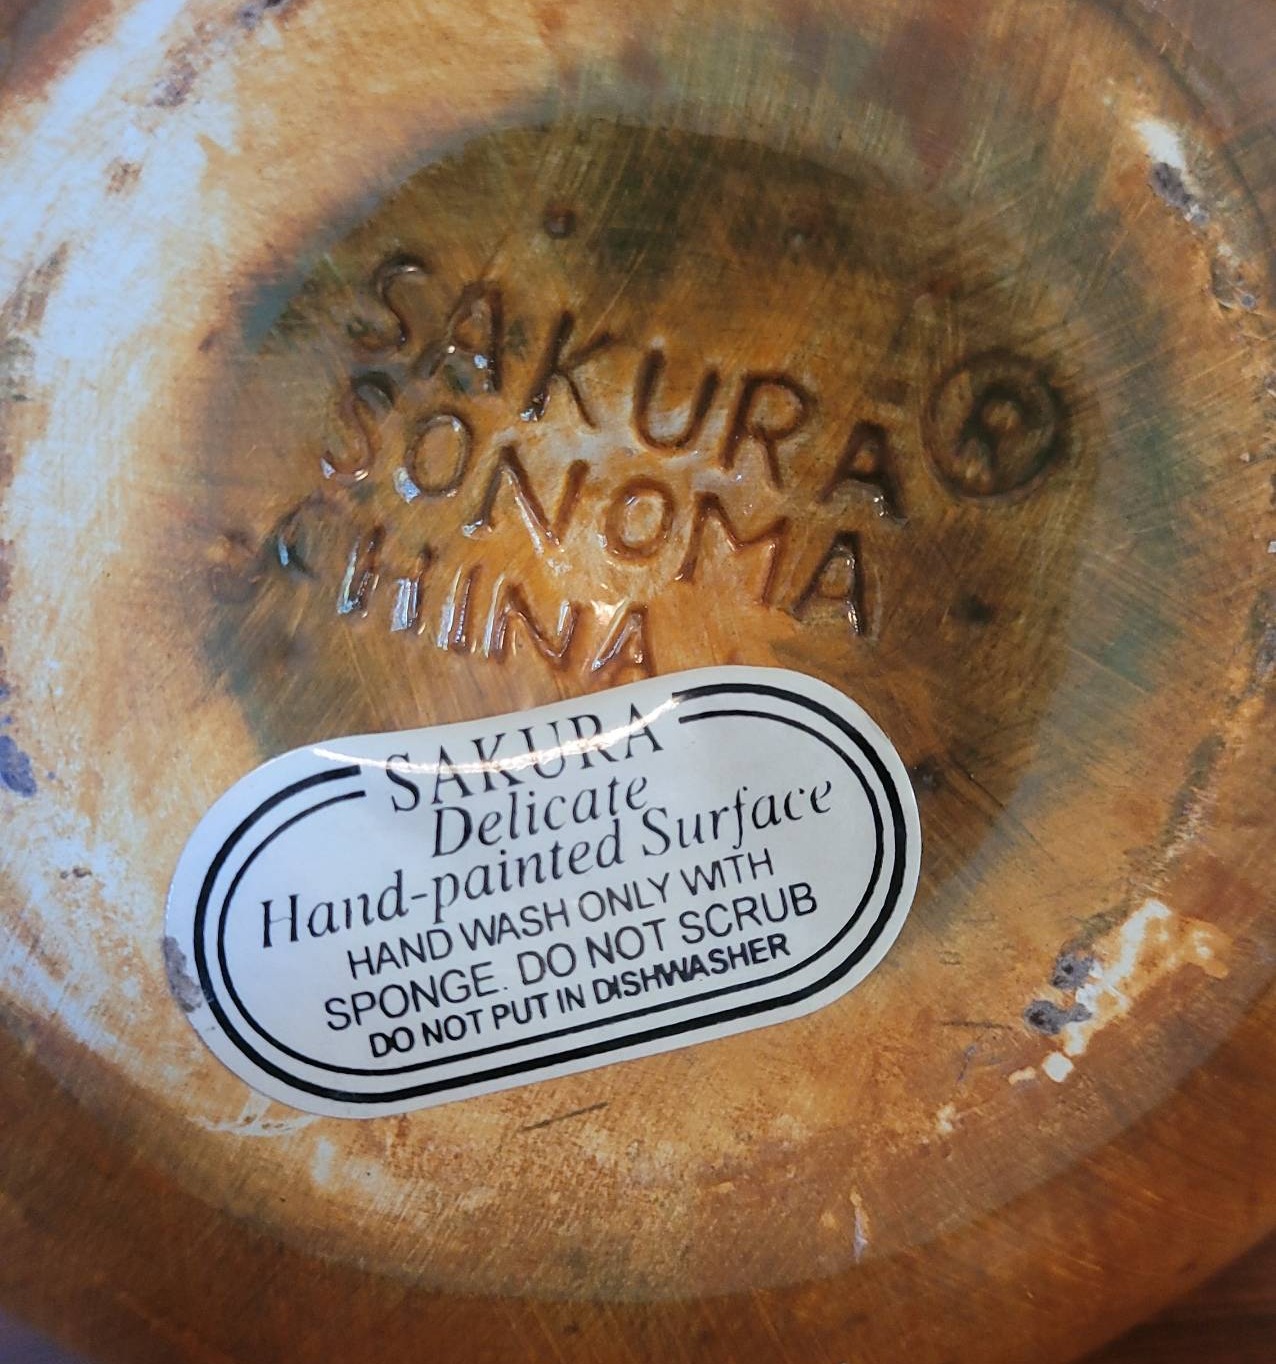 SAKURA ®
SONOMA
CHINA
SAKURA
Delicate
Hand-painted Surface
HAND WASH ONLY WITH
SPONGE. DO NOT SCRUB
DO NOT PUT IN DISHWASHER